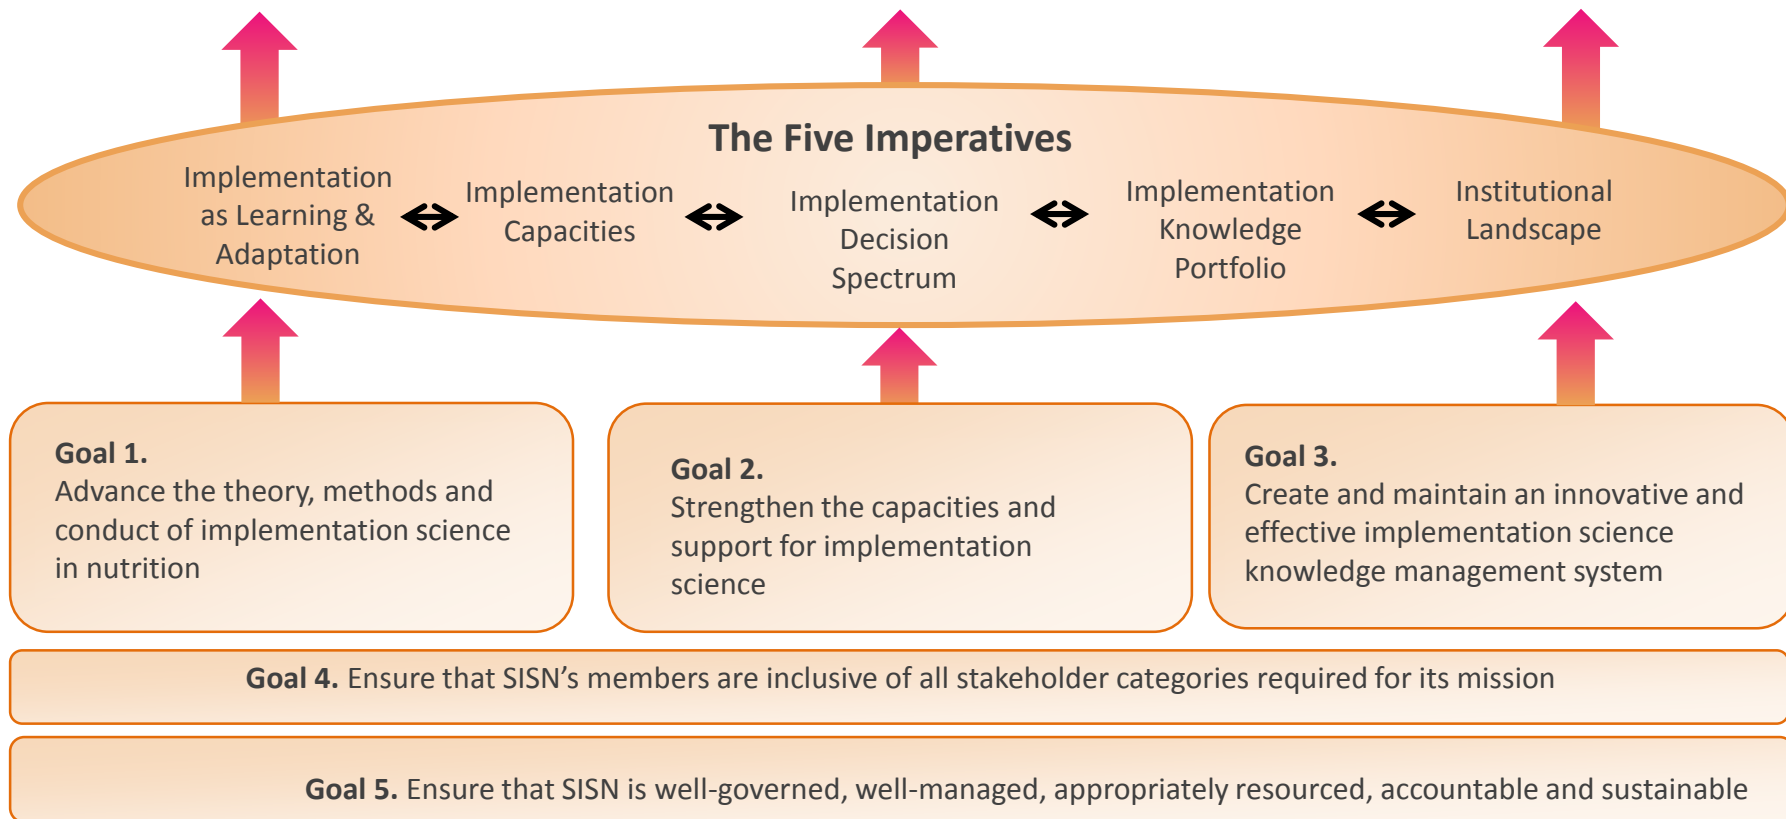 The Five Imperatives
Implementation
as Learning &
Adaptation
Implementation
Capacities
Implementation
Decision
Spectrum
Implementation
Knowledge
Portfolio
Institutional
Landscape
Goal 1.
Advance the theory, methods and
conduct of implementation science
in nutrition
Goal 2.
Strengthen the capacities and
support for implementation
science
Goal 3.
Create and maintain an innovative and
effective implementation science
knowledge management system
Goal 4. Ensure that SISN’s members are inclusive of all stakeholder categories required for its mission
Goal 5. Ensure that SISN is well-governed, well-managed, appropriately resourced, accountable and sustainable